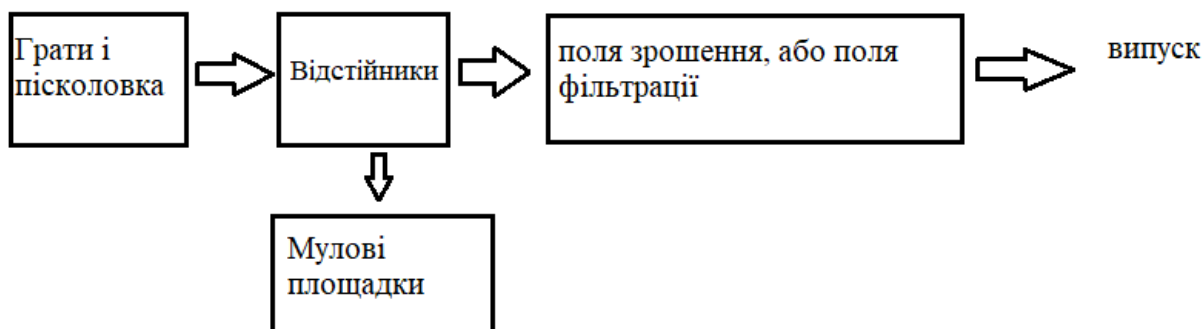 Грати і
пісколовка
Відстійники
поля зрошення, або поля
фільтрації
випуск
Мулові
площадки